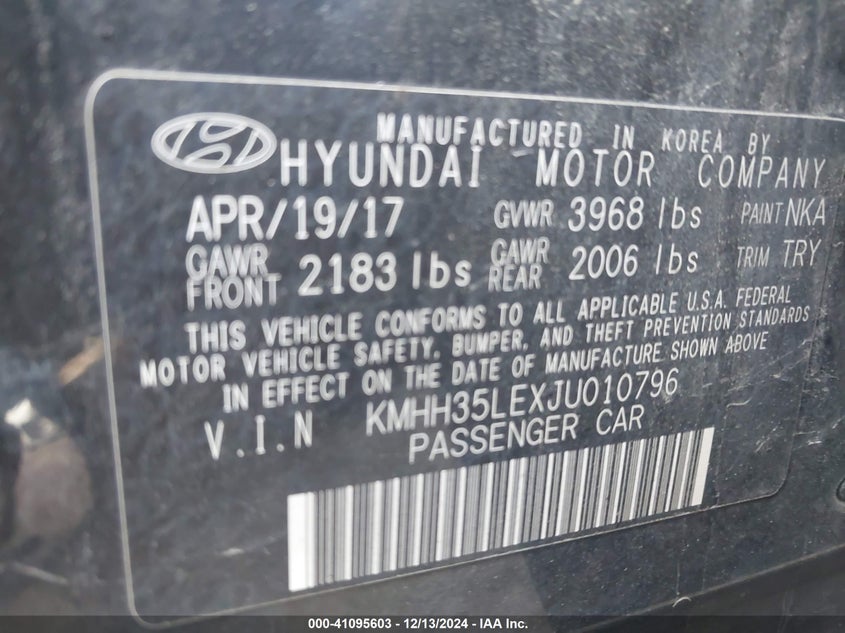 MANUFACTURED IN KOREA BY
HYUNDAI MOTOR COMPANY
APR/19/17 GVWR 3968 lbs PAINT NKA
GAWR FRONT 2183 lbs GAWR REAR 2006 lbs TRIM TRY
THIS VEHICLE CONFORMS TO ALL APPLICABLE U.S.A. FEDERAL
MOTOR VEHICLE SAFETY, BUMPER, AND THEFT PREVENTION STANDARDS
IN EFFECT ON THE DATE OF MANUFACTURE SHOWN ABOVE
V.I.N KMHH35LEXJU010796
PASSENGER CAR
000-41095603 - 12/13/2024 - IAA Inc.